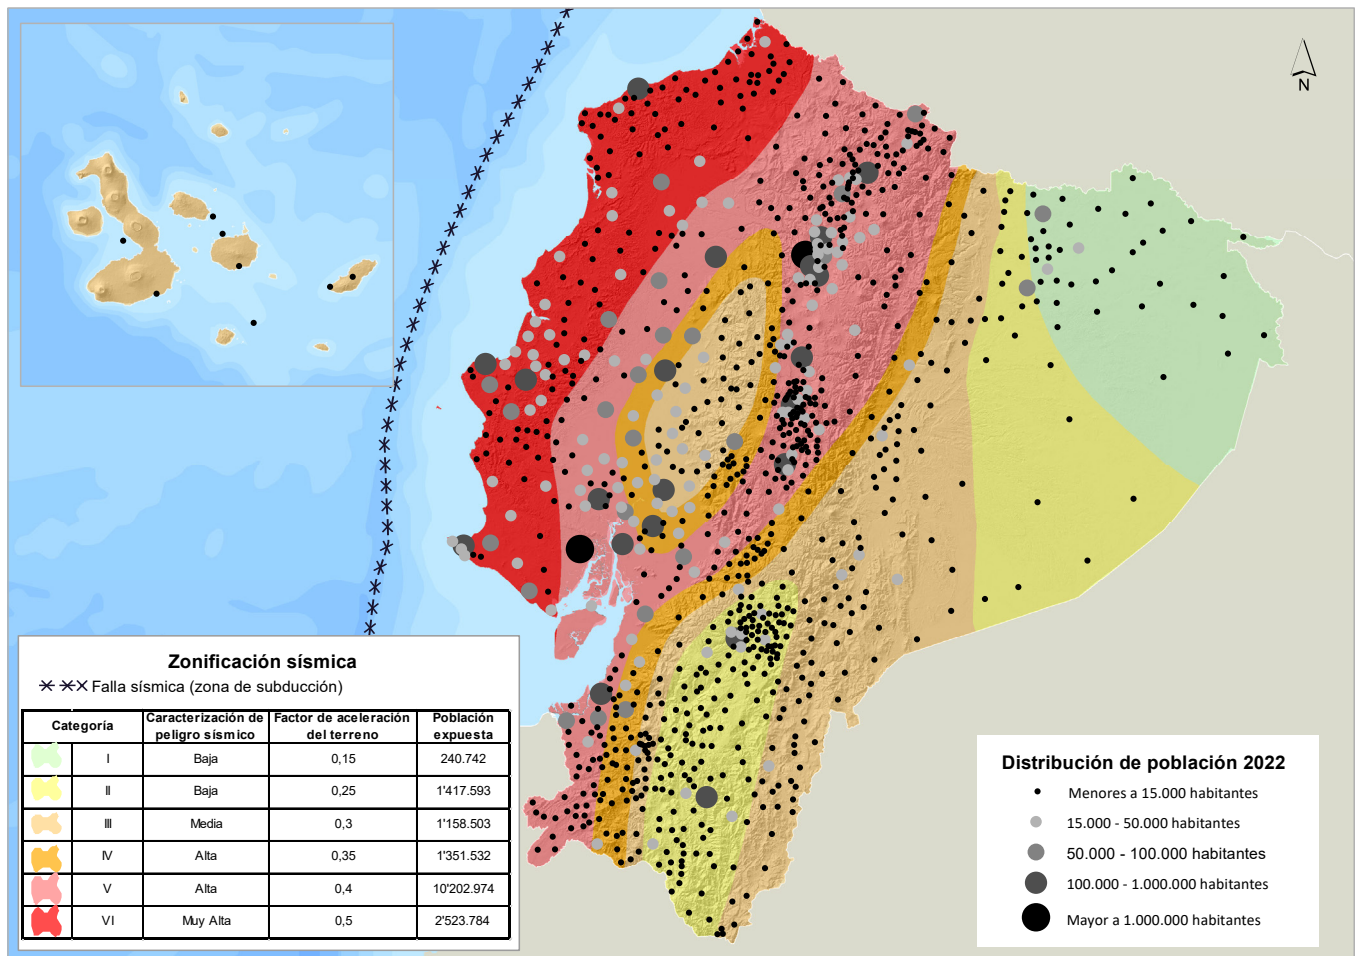 N
Zonificación sísmica
Falla sísmica (zona de subducción)
Categoría Caracterización de peligro sísmico Factor de aceleración del terreno Población expuesta
I Baja 0,15 240.742
II Baja 0,25 1'417.593
III Media 0,3 1'158.503
IV Alta 0,35 1'351.532
V Alta 0,4 10'202.974
VI Muy Alta 0,5 2'523.784
Distribución de población 2022
Menores a 15.000 habitantes
15.000 - 50.000 habitantes
50.000 - 100.000 habitantes
100.000 - 1.000.000 habitantes
Mayor a 1.000.000 habitantes